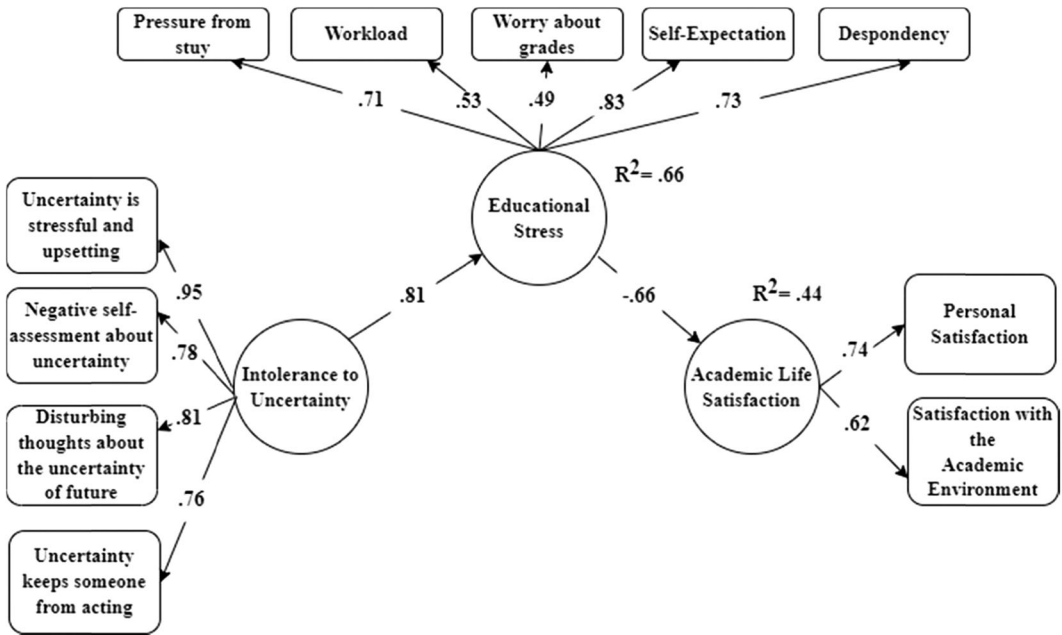 Pressure from
stuy
Workload
Worry about
grades
Self-Expectation
Despondency
.71
.53
.49
.83
.73
R²= .66
Educational
Stress
Uncertainty is
stressful and
upsetting
.95
Negative self-
assessment about
uncertainty
.78
Disturbing
thoughts about
the uncertainty
of future
.81
Uncertainty
keeps someone
from acting
.76
Intolerance to
Uncertainty
.81
-.66
R²= .44
Academic Life
Satisfaction
.74
Personal
Satisfaction
.62
Satisfaction with
the
Academic
Environment